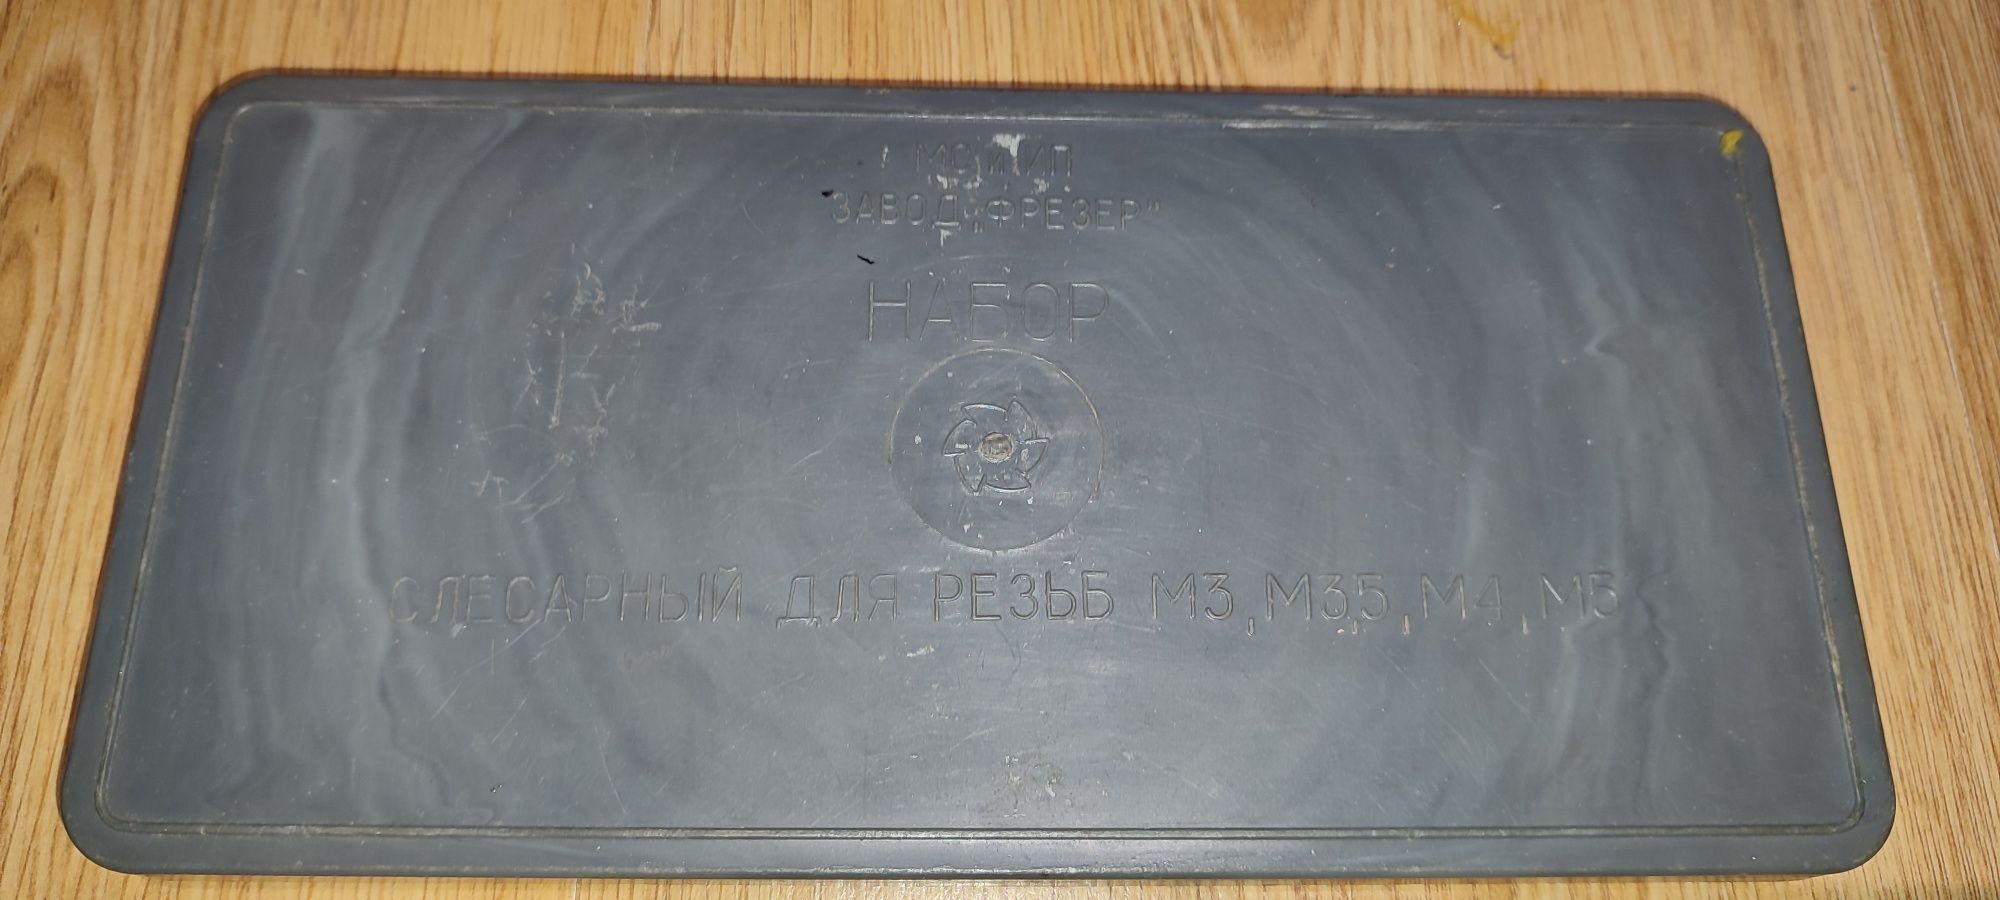 МС и ИП
ЗАВОД „ФРЕЗЕР"
НАБОР
СЛЕСАРНЫЙ ДЛЯ РЕЗЬБ М3, М3,5, М4, М5